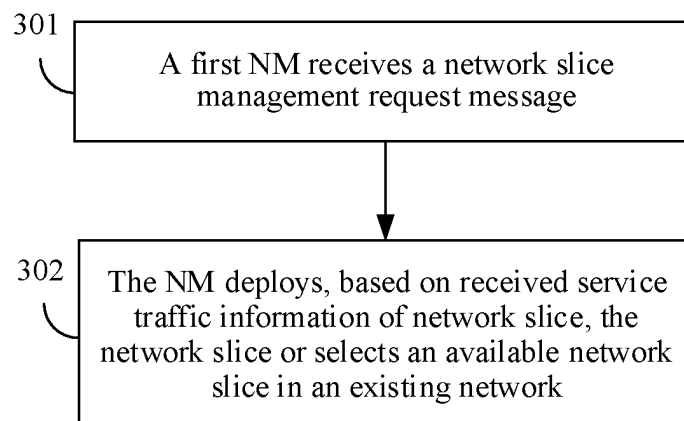 301
A first NM receives a network slice
management request message
302
The NM deploys, based on received service
traffic information of network slice, the
network slice or selects an available network
slice in an existing network